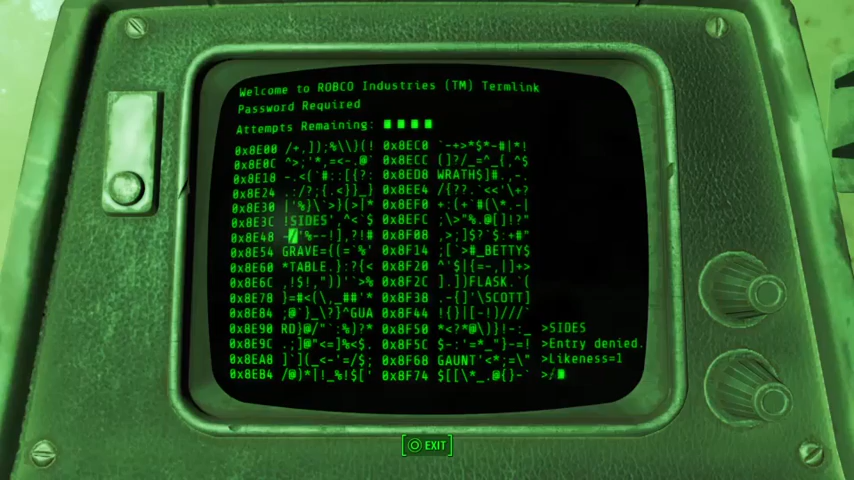 Welcome to ROBCO Industries (TM) Termlink
Password Required
Attempts Remaining: ■ ■ ■ ■
0x8E00 /+,]);%\\)(! 0x8EC0 `-+>*$*-#|*!
0x8E0C ^>;'*,=<-,@` 0x8ECC (]?/_=^_{,^$
0x8E18 -.<(`#::[{?: 0x8ED8 WRATH$]#.,-.
0x8E24 .:/?;{.<}}_} 0x8EE4 /{??.`<<'\+?
0x8E30 |'%}\`>}(>|* 0x8EF0 +:(+`#(\*.-|
0x8E3C !SIDES',^<`$ 0x8EFC ;\>"%.@[]!?"
0x8E48 -/'%--!],?!# 0x8F08 ,>;]$?`$:+#"
0x8E54 GRAVE={(=`%' 0x8F14 ;[`>#_BETTY$
0x8E60 *TABLE.}:?{< 0x8F20 ^'$|{=-,|]+>
0x8E6C ,!$!,"))'`>% 0x8F2C ].])FLASK.`(
0x8E78 }=#<(\,_##'* 0x8F38 .-{]'\SCOTT]
0x8E84 ;@`}_\?}^GUA 0x8F44 !{)|[-!)///`
0x8E90 RD}@/"`:%)?* 0x8F50 *<?*@\)}!-:_ >SIDES
0x8E9C .;]@"<=]%<$. 0x8F5C $-:'=*_"}-=! >Entry denied.
0x8EA8 ]`](_<-'=/$; 0x8F68 GAUNT'<*;=\" >Likeness=1
0x8EB4 /@)*|!_%!$[' 0x8F74 $[[\*_,@{}-` >/■
EXIT